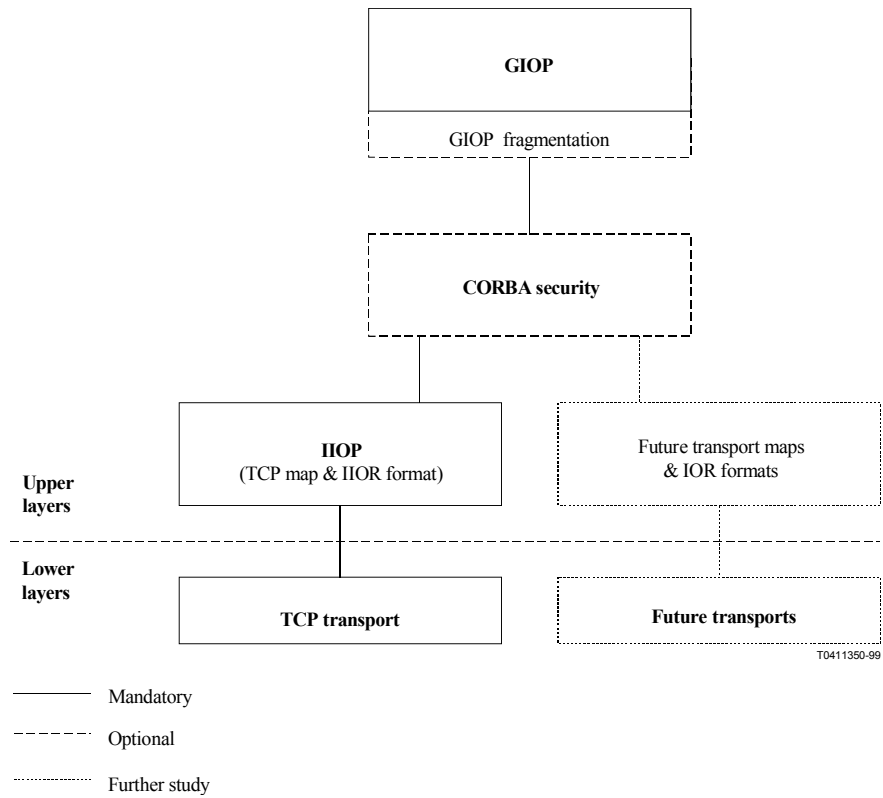 GIOP
GIOP fragmentation
CORBA security
IIOP
(TCP map & IIOR format)
Future transport maps
& IOR formats
Upper
layers
Lower
layers
TCP transport
Future transports
T0411350-99
Mandatory
Optional
Further study